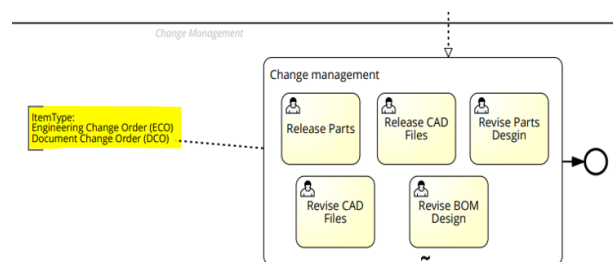 Change Management
Change management
ItemType:
Engineering Change Order (ECO)
Document Change Order (DCO)
Release Parts
Release CAD
Files
Revise Parts
Desgin
Revise CAD
Files
Revise BOM
Design
~